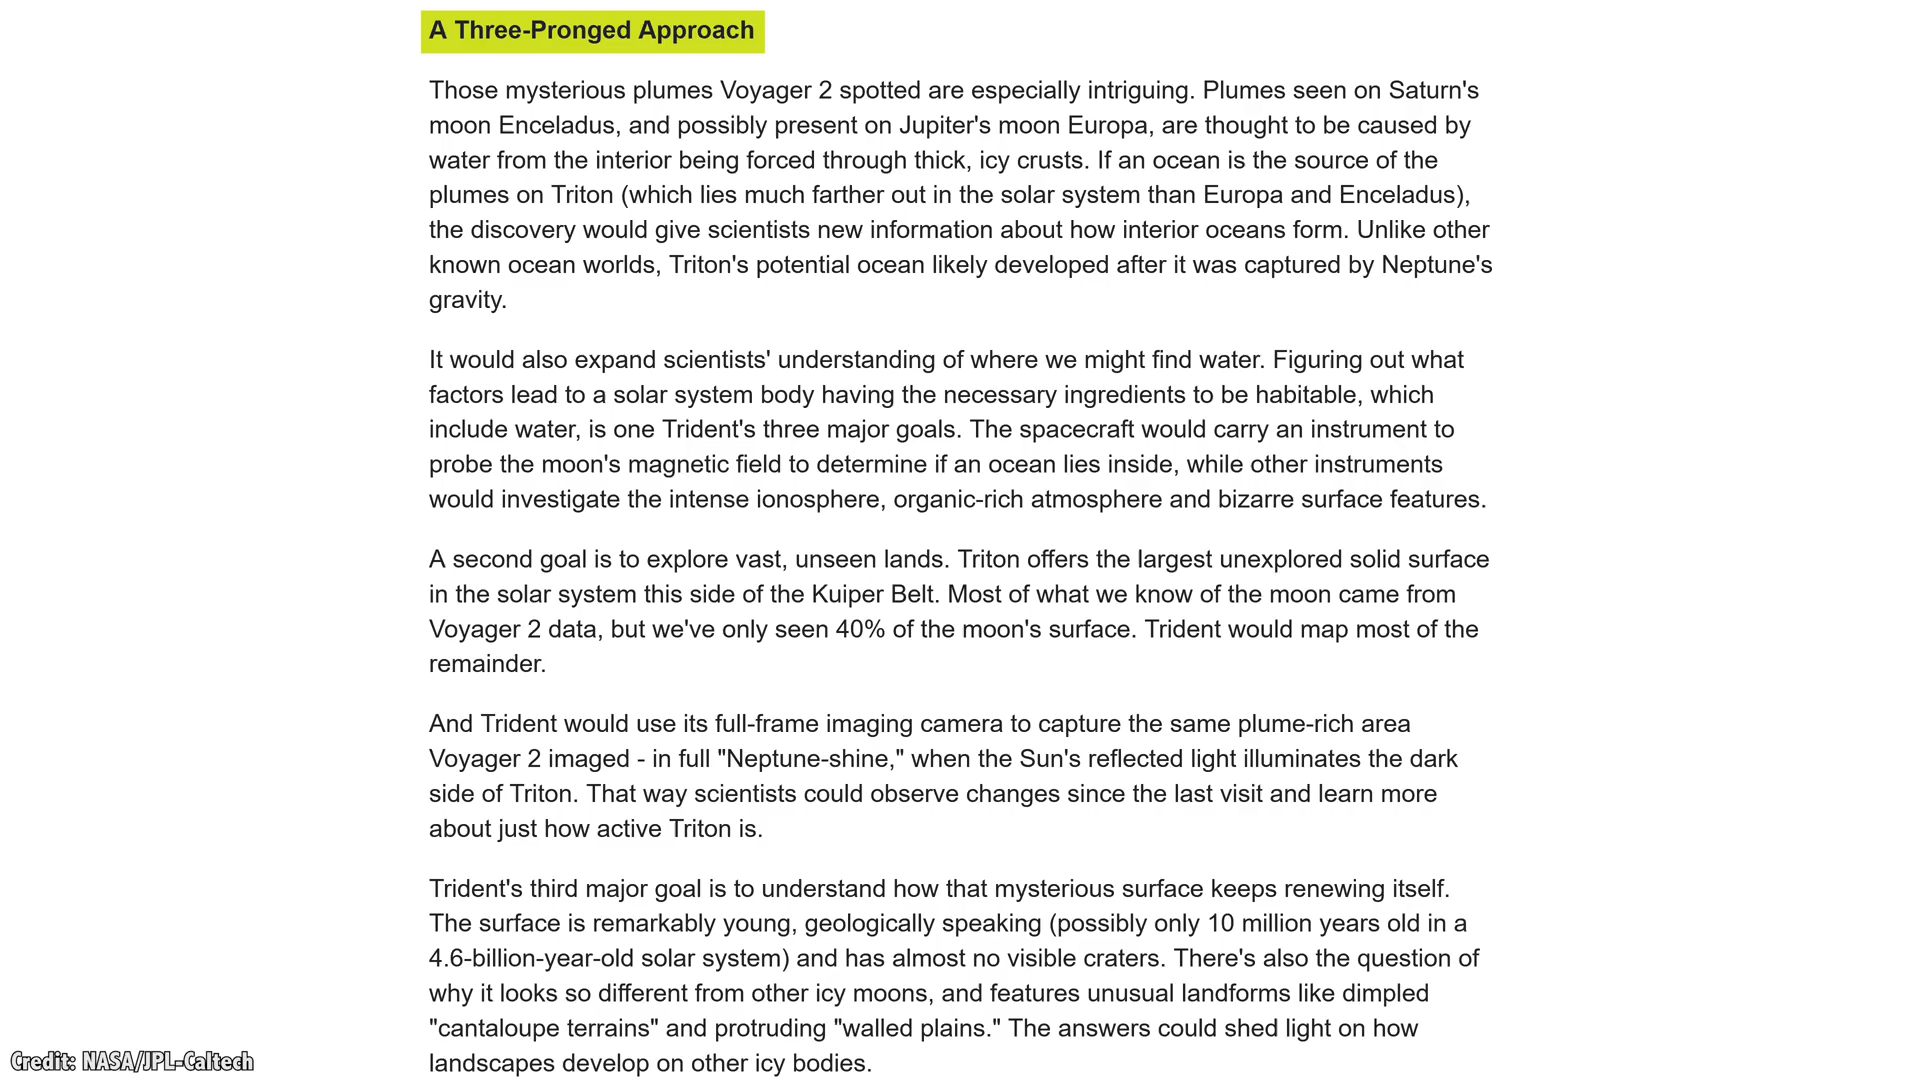 A Three-Pronged Approach
Those mysterious plumes Voyager 2 spotted are especially intriguing. Plumes seen on Saturn's
moon Enceladus, and possibly present on Jupiter's moon Europa, are thought to be caused by
water from the interior being forced through thick, icy crusts. If an ocean is the source of the
plumes on Triton (which lies much farther out in the solar system than Europa and Enceladus),
the discovery would give scientists new information about how interior oceans form. Unlike other
known ocean worlds, Triton's potential ocean likely developed after it was captured by Neptune's
gravity.
It would also expand scientists' understanding of where we might find water. Figuring out what
factors lead to a solar system body having the necessary ingredients to be habitable, which
include water, is one Trident's three major goals. The spacecraft would carry an instrument to
probe the moon's magnetic field to determine if an ocean lies inside, while other instruments
would investigate the intense ionosphere, organic-rich atmosphere and bizarre surface features.
A second goal is to explore vast, unseen lands. Triton offers the largest unexplored solid surface
in the solar system this side of the Kuiper Belt. Most of what we know of the moon came from
Voyager 2 data, but we've only seen 40% of the moon's surface. Trident would map most of the
remainder.
And Trident would use its full-frame imaging camera to capture the same plume-rich area
Voyager 2 imaged - in full "Neptune-shine," when the Sun's reflected light illuminates the dark
side of Triton. That way scientists could observe changes since the last visit and learn more
about just how active Triton is.
Trident's third major goal is to understand how that mysterious surface keeps renewing itself.
The surface is remarkably young, geologically speaking (possibly only 10 million years old in a
4.6-billion-year-old solar system) and has almost no visible craters. There's also the question of
why it looks so different from other icy moons, and features unusual landforms like dimpled
"cantaloupe terrains" and protruding "walled plains." The answers could shed light on how
landscapes develop on other icy bodies.
Credit: NASA/JPL-Caltech